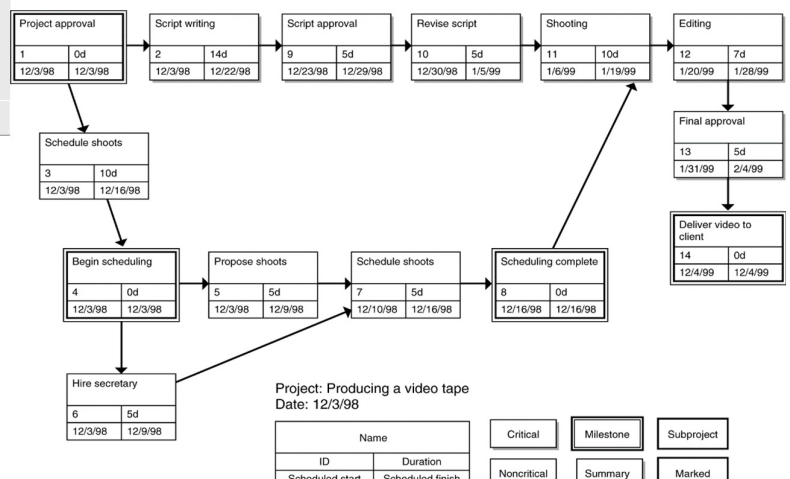 Project approval
1 0d
12/3/98 12/3/98
Script writing
2 14d
12/3/98 12/22/98
Script approval
9 5d
12/23/98 12/29/98
Revise script
10 5d
12/30/98 1/5/99
Shooting
11 10d
1/6/99 1/19/99
Editing
12 7d
1/20/99 1/28/99
Schedule shoots
3 10d
12/3/98 12/16/98
Final approval
13 5d
1/31/99 2/4/99
Begin scheduling
4 0d
12/3/98 12/3/98
Propose shoots
5 5d
12/3/98 12/9/98
Schedule shoots
7 5d
12/10/98 12/16/98
Scheduling complete
8 0d
12/16/98 12/16/98
Deliver video to
client
14 0d
12/4/99 12/4/99
Hire secretary
6 5d
12/3/98 12/9/98
Project: Producing a video tape
Date: 12/3/98
Name
ID Duration
Scheduled start Scheduled finish
Critical Milestone Subproject
Noncritical Summary Marked